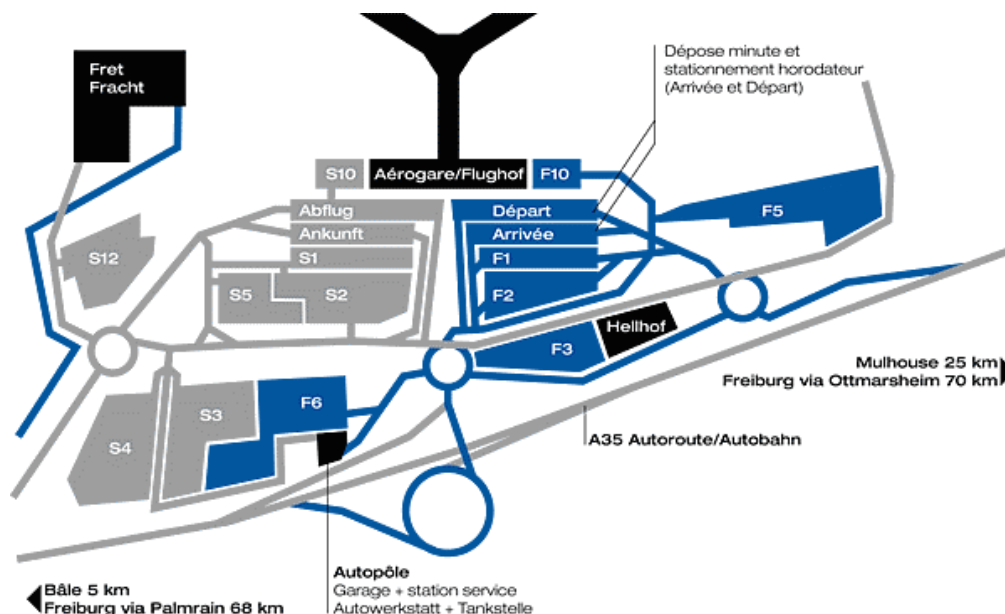 Fret
Fracht
Dépose minute et
stationnement horodateur
(Arrivée et Départ)
S10
Aérogare/Flughof
F10
Abflug
Départ
F5
Ankunft
Arrivée
S12
S1
F1
S5
S2
F2
Hellhof
F3
Mulhouse 25 km
Freiburg via Ottmarsheim 70 km
F6
S3
S4
A35 Autoroute/Autobahn
Autopôle
Garage + station service
Autowerkstatt + Tankstelle
Bâle 5 km
Freiburg via Palmrain 68 km